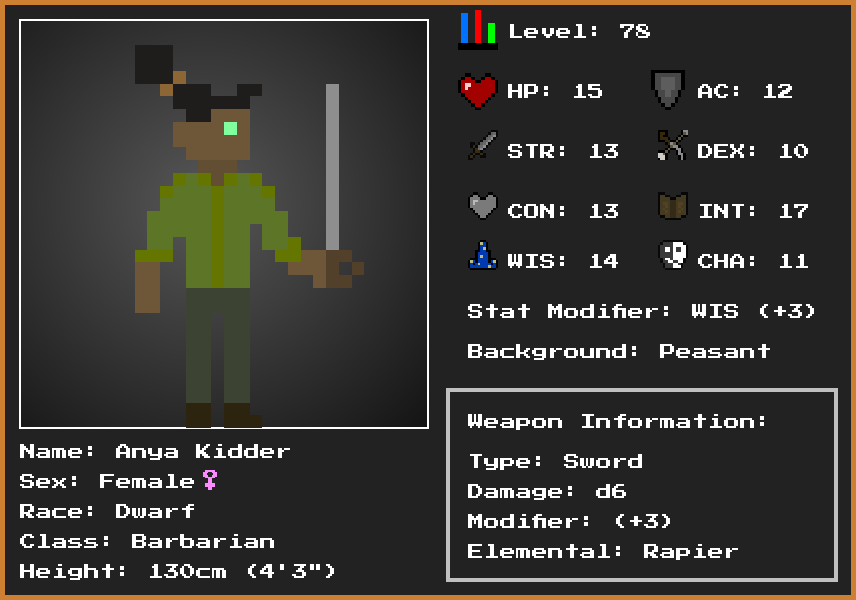 Level: 78
HP: 15
AC: 12
STR: 13
DEX: 10
CON: 13
INT: 17
WIS: 14
CHA: 11
Stat Modifier: WIS (+3)
Background: Peasant
Weapon Information:
Type: Sword
Damage: d6
Modifier: (+3)
Elemental: Rapier
Name: Anya Kidder
Sex: Female♀
Race: Dwarf
Class: Barbarian
Height: 130cm (4'3")